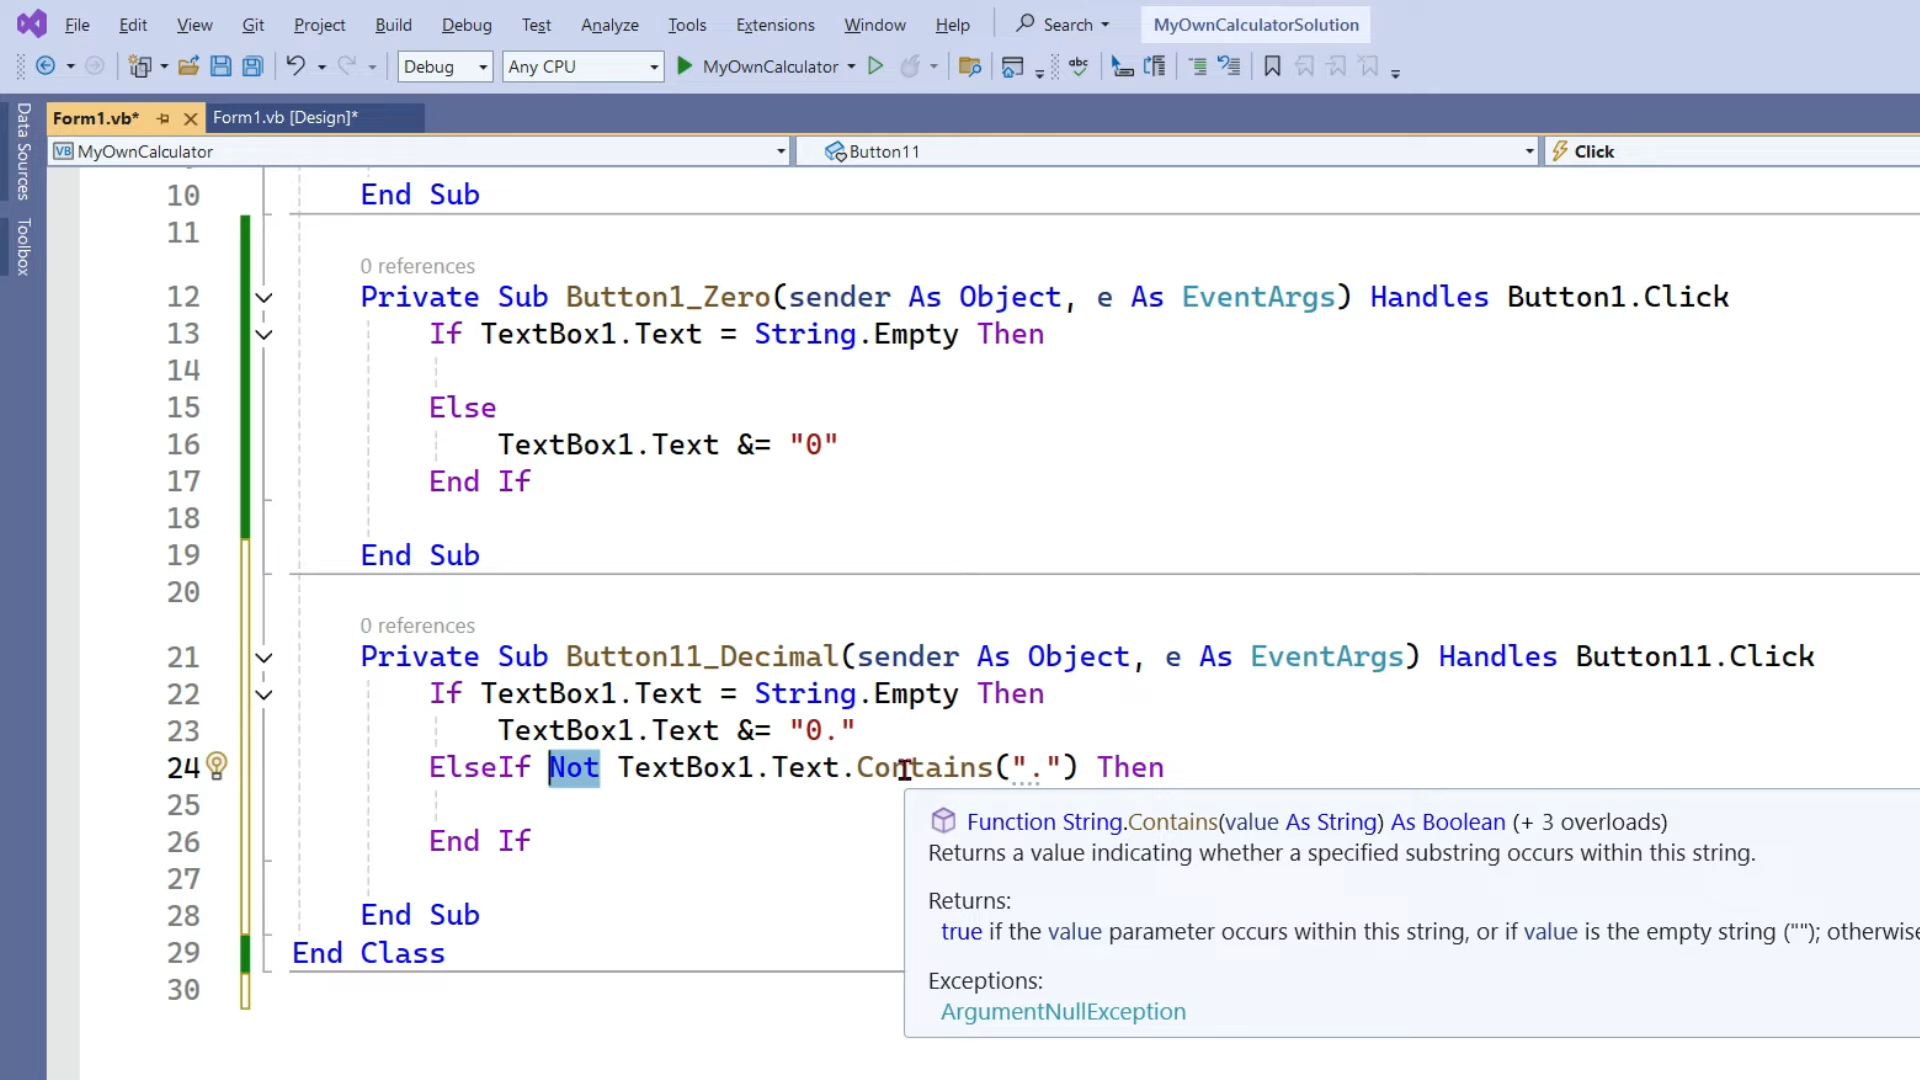 File Edit View Git Project Build Debug Test Analyze Tools Extensions Window Help Search MyOwnCalculatorSolution
Debug Any CPU MyOwnCalculator abc
Form1.vb* Form1.vb [Design]*
VB MyOwnCalculator Button11 Click
Data Sources
Toolbox
10 End Sub
11
0 references
12 Private Sub Button1_Zero(sender As Object, e As EventArgs) Handles Button1.Click
13 If TextBox1.Text = String.Empty Then
14
15 Else
16 TextBox1.Text &= "0"
17 End If
18
19 End Sub
20
0 references
21 Private Sub Button11_Decimal(sender As Object, e As EventArgs) Handles Button11.Click
22 If TextBox1.Text = String.Empty Then
23 TextBox1.Text &= "0."
24 ElseIf Not TextBox1.Text.Contains(".") Then
25
Function String.Contains(value As String) As Boolean (+ 3 overloads)
26 End If
Returns a value indicating whether a specified substring occurs within this string.
27
Returns:
28 End Sub
true if the value parameter occurs within this string, or if value is the empty string (""); otherwise
29 End Class
Exceptions:
30
ArgumentNullException